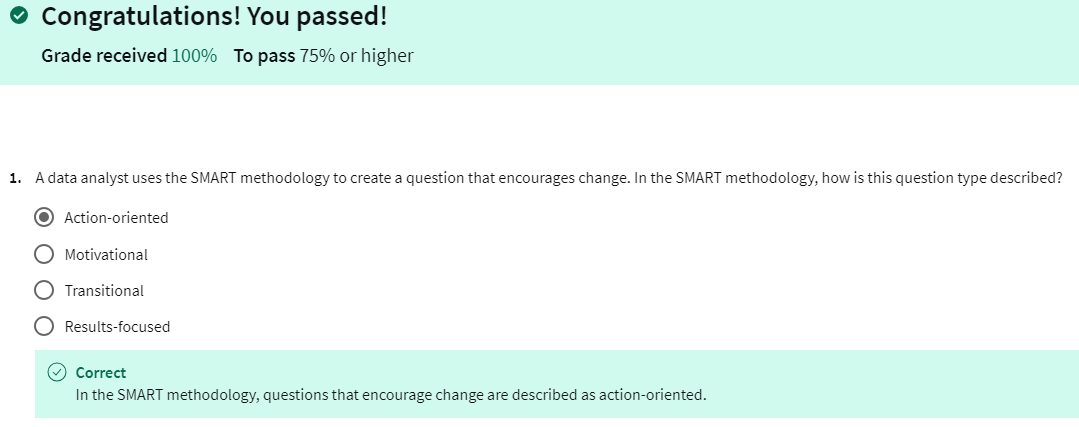 Congratulations! You passed!
Grade received 100% To pass 75% or higher
1. A data analyst uses the SMART methodology to create a question that encourages change. In the SMART methodology, how is this question type described?
Action-oriented
Motivational
Transitional
Results-focused
Correct
In the SMART methodology, questions that encourage change are described as action-oriented.